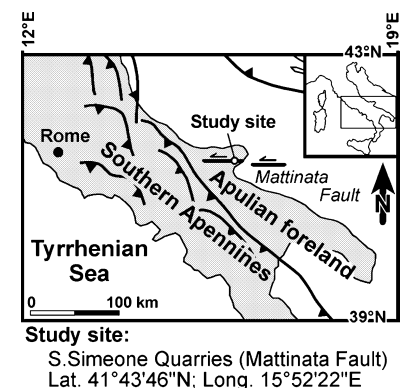 12°E
19°E
43°N
Study site
Rome
Mattinata
Fault
N
Southern Apennines
Apulian foreland
Tyrrhenian
Sea
0 100 km
39°N
Study site:
S.Simeone Quarries (Mattinata Fault)
Lat. 41°43'46"N; Long. 15°52'22"E